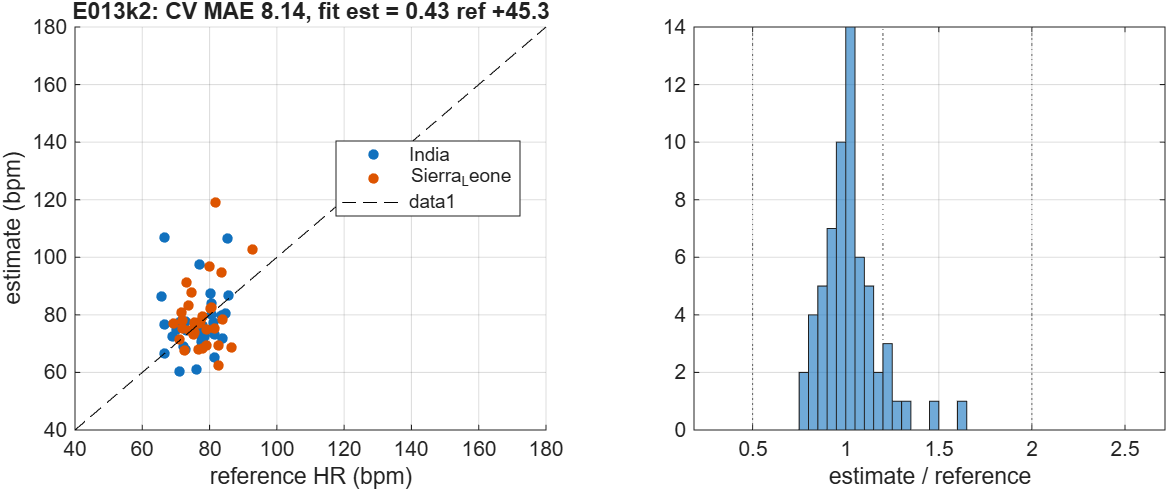 E013k2: CV MAE 8.14, fit est = 0.43 ref +45.3
180
160
140
120
100
80
60
40
estimate (bpm)
40 60 80 100 120 140 160 180
reference HR (bpm)
India
Sierra_Leone
data1
14
12
10
8
6
4
2
0
0.5 1 1.5 2 2.5
estimate / reference